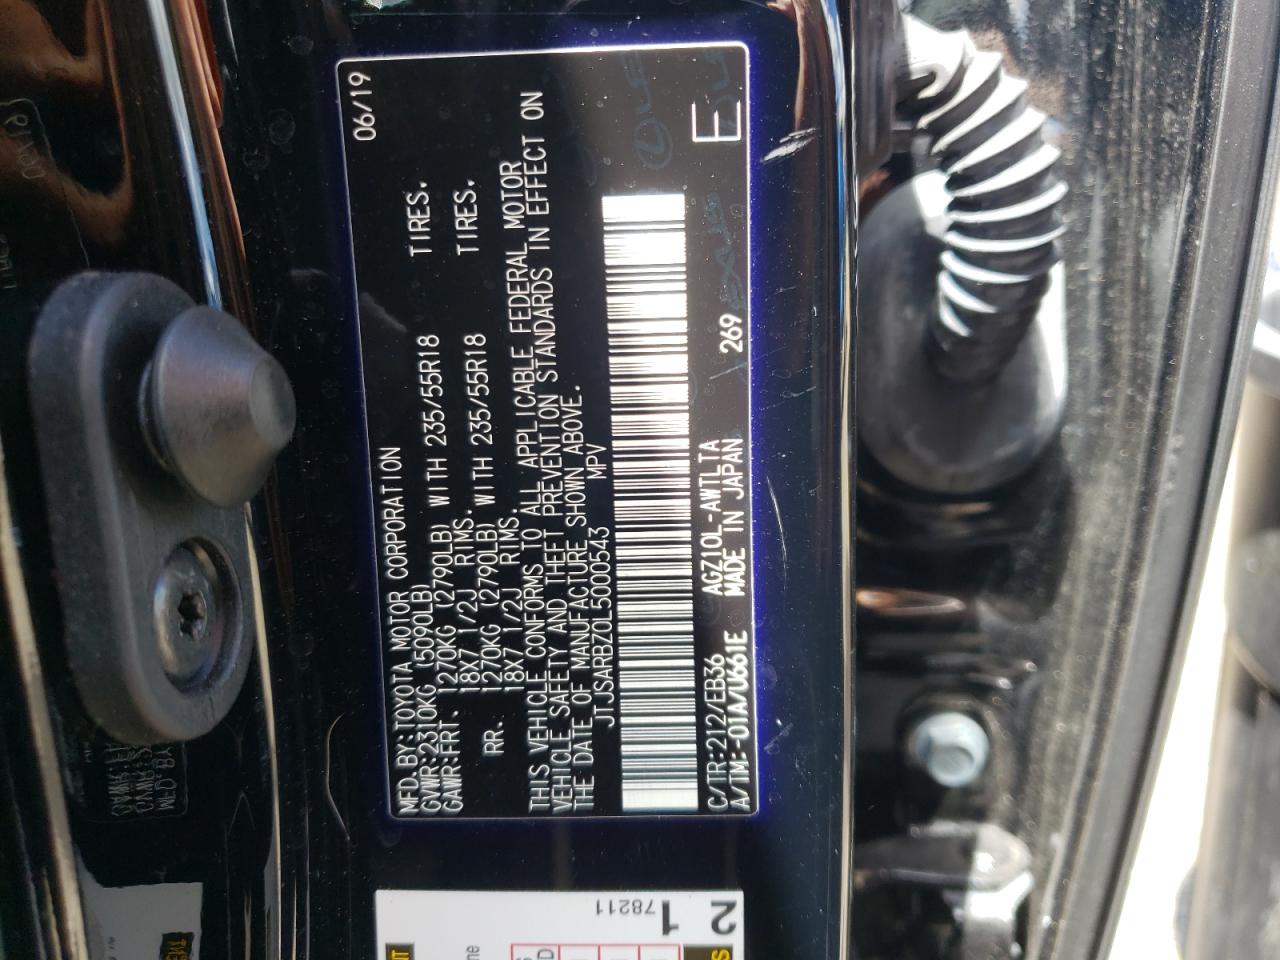 MFD. BY: TOYOTA MOTOR CORPORATION 06/19
GVWR: 2310KG (5090LB)
GAWR: FRT. 1270KG (2790LB) WITH 235/55R18 TIRES.
18X7 1/2J RIMS.
RR. 1270KG (2790LB) WITH 235/55R18 TIRES.
18X7 1/2J RIMS.
THIS VEHICLE CONFORMS TO ALL APPLICABLE FEDERAL MOTOR
VEHICLE SAFETY AND THEFT PREVENTION STANDARDS IN EFFECT ON
THE DATE OF MANUFACTURE SHOWN ABOVE.
JTJSARBZ0L5000543 MPV
C/TR: 212/EB36 AGZ10L-AWTLTA 269 E
A/TM: -01A/U661E MADE IN JAPAN
78211
1
2